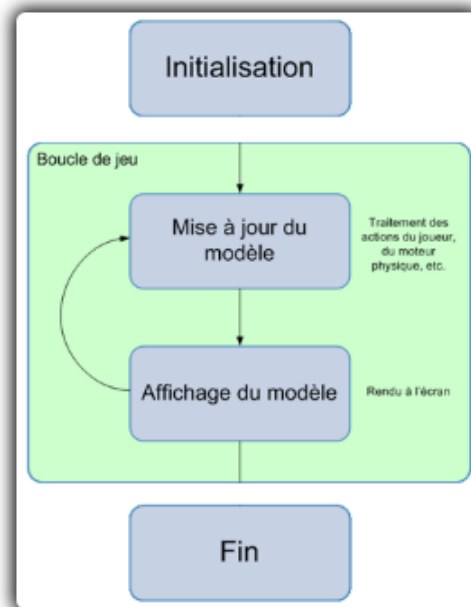 Initialisation
Boucle de jeu
Mise à jour du
modèle
Traitement des
actions du joueur,
du moteur
physique, etc.
Affichage du modèle
Rendu à l'écran
Fin